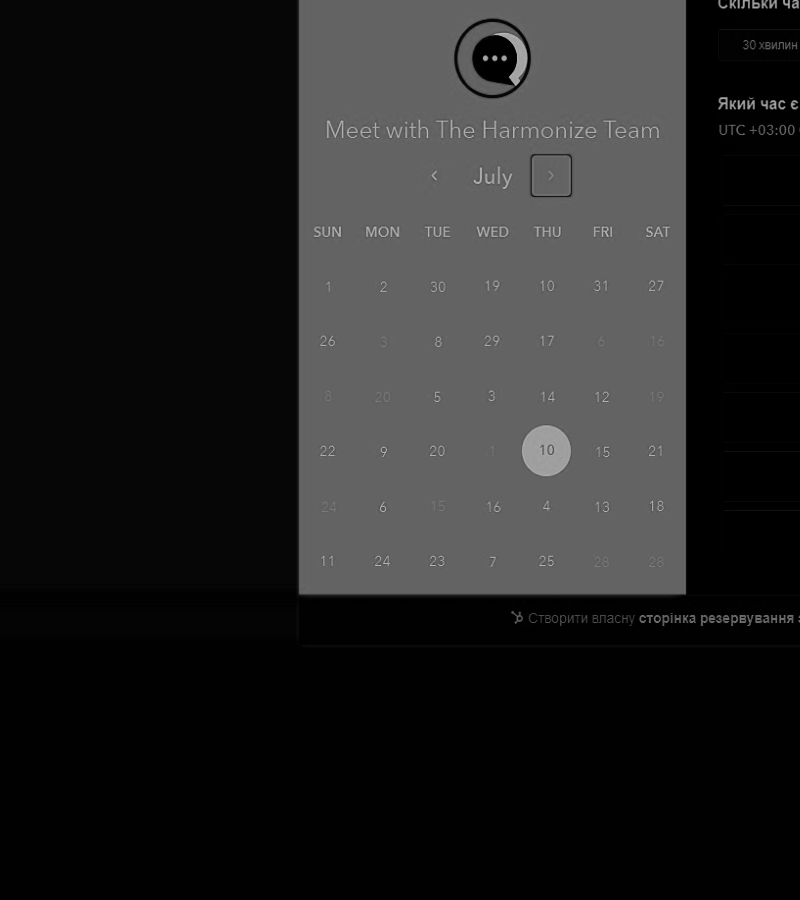 Скільки ча
30 хвилин
Який час є
UTC +03:00
Meet with The Harmonize Team
July
SUN MON TUE WED THU FRI SAT
1 2 30 19 10 31 27
26 3 8 29 17 6 16
8 20 5 3 14 12 19
22 9 20 1 10 15 21
24 6 15 16 4 13 18
11 24 23 7 25 28 28
Створити власну сторінка резервування з